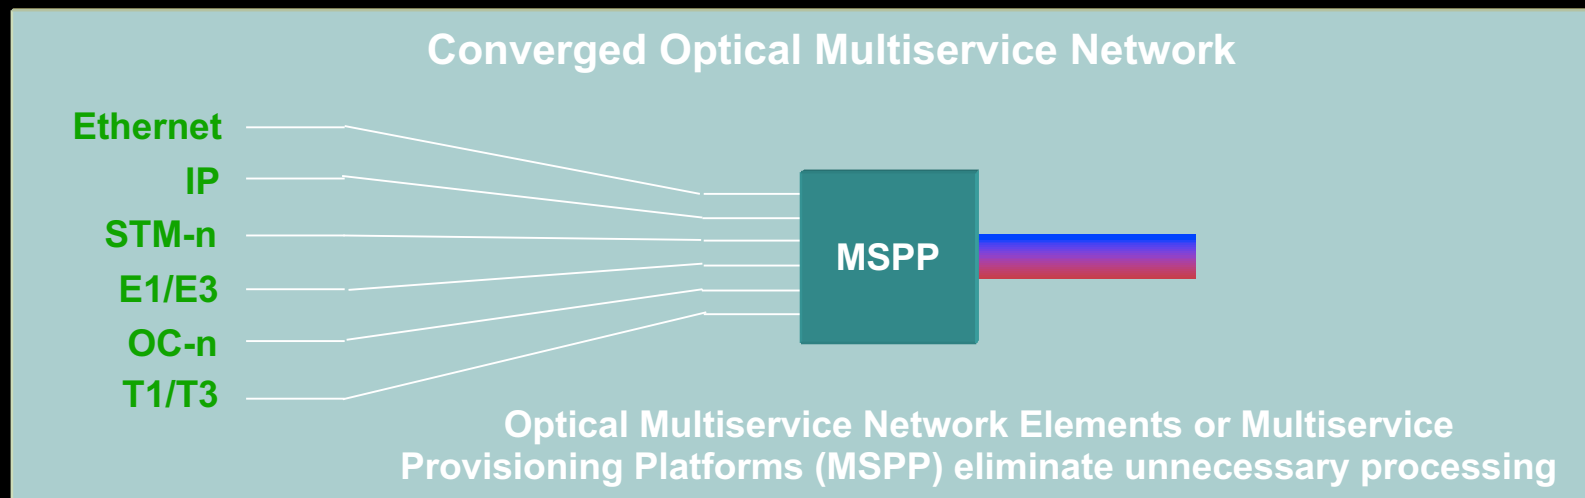 Converged Optical Multiservice Network
Ethernet
IP
STM-n
E1/E3
OC-n
T1/T3
MSPP
Optical Multiservice Network Elements or Multiservice
Provisioning Platforms (MSPP) eliminate unnecessary processing